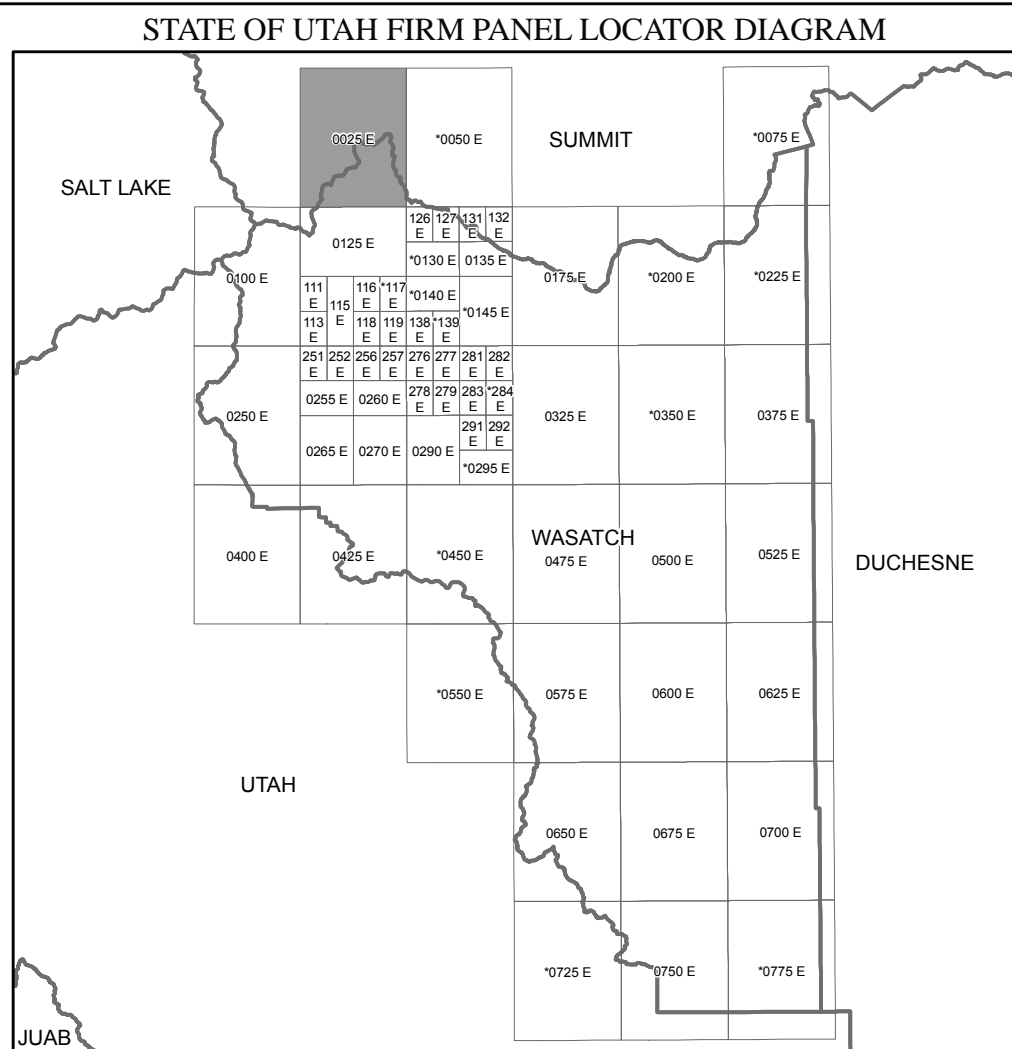 STATE OF UTAH FIRM PANEL LOCATOR DIAGRAM
0025 E
*0050 E
SUMMIT
*0075 E
SALT LAKE
126 E
127 E
131 E
132 E
0125 E
*0130 E
0135 E
0100 E
0175 E
*0200 E
*0225 E
111 E
115 E
116 E
*117 E
*0140 E
*0145 E
113 E
118 E
119 E
138 E
*139 E
251 E
252 E
256 E
257 E
276 E
277 E
281 E
282 E
0250 E
0255 E
0260 E
278 E
279 E
283 E
*284 E
0325 E
*0350 E
0375 E
291 E
292 E
0265 E
0270 E
0290 E
*0295 E
WASATCH
0400 E
0425 E
*0450 E
0475 E
0500 E
0525 E
DUCHESNE
*0550 E
0575 E
0600 E
0625 E
UTAH
0650 E
0675 E
0700 E
*0725 E
0750 E
*0775 E
JUAB